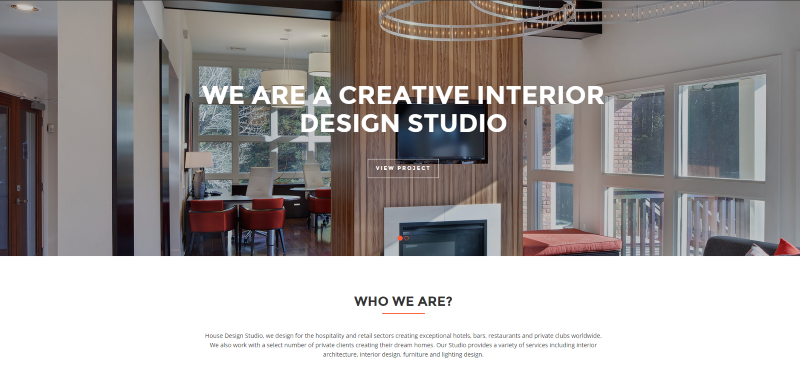 WE ARE A CREATIVE INTERIOR
DESIGN STUDIO
VIEW PROJECT
WHO WE ARE?
House Design Studio, we design for the hospitality and retail sectors creating exceptional hotels, bars, restaurants and private clubs worldwide.
We also work with a select number of private clients creating their dream homes. Our Studio provides a variety of services including interior
architecture, interior design, furniture and lighting design.